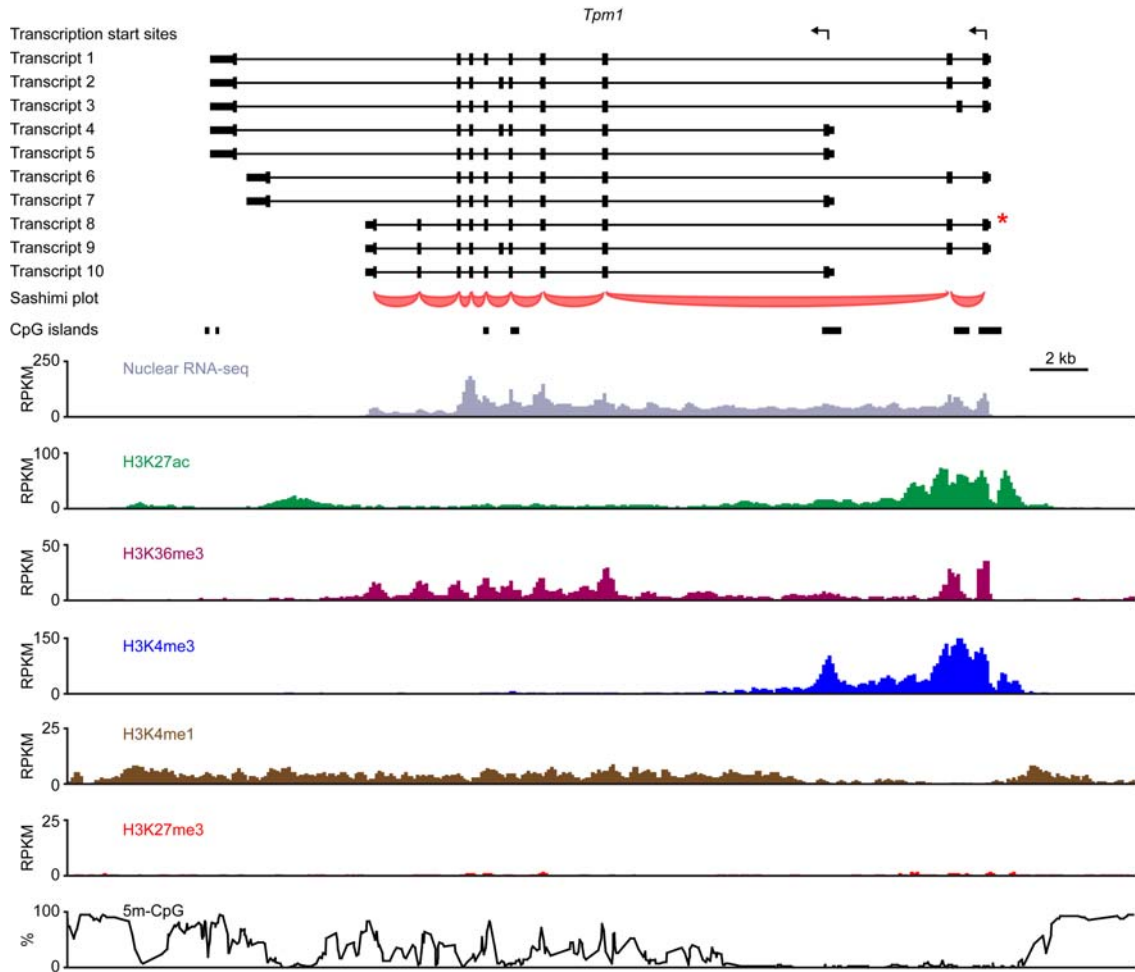 Tpm1
Transcription start sites
Transcript 1
Transcript 2
Transcript 3
Transcript 4
Transcript 5
Transcript 6
Transcript 7
Transcript 8 *
Transcript 9
Transcript 10
Sashimi plot
CpG islands
2 kb
RPKM 250 0 Nuclear RNA-seq
RPKM 100 0 H3K27ac
RPKM 50 0 H3K36me3
RPKM 150 0 H3K4me3
RPKM 25 0 H3K4me1
RPKM 25 0 H3K27me3
% 100 0 5m-CpG